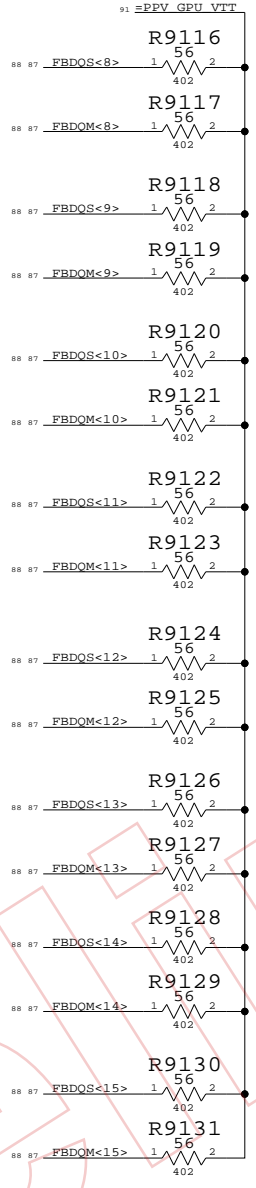 91 =PPV_GPU_VTT
R9116
56
88 87 FBDQS<8> 1 2
402
R9117
56
88 87 FBDQM<8> 1 2
402
R9118
56
88 87 FBDQS<9> 1 2
402
R9119
56
88 87 FBDQM<9> 1 2
402
R9120
56
88 87 FBDQS<10> 1 2
402
R9121
56
88 87 FBDQM<10> 1 2
402
R9122
56
88 87 FBDQS<11> 1 2
402
R9123
56
88 87 FBDQM<11> 1 2
402
R9124
56
88 87 FBDQS<12> 1 2
402
R9125
56
88 87 FBDQM<12> 1 2
402
R9126
56
88 87 FBDQS<13> 1 2
402
R9127
56
88 87 FBDQM<13> 1 2
402
R9128
56
88 87 FBDQS<14> 1 2
402
R9129
56
88 87 FBDQM<14> 1 2
402
R9130
56
88 87 FBDQS<15> 1 2
402
R9131
56
88 87 FBDQM<15> 1 2
402